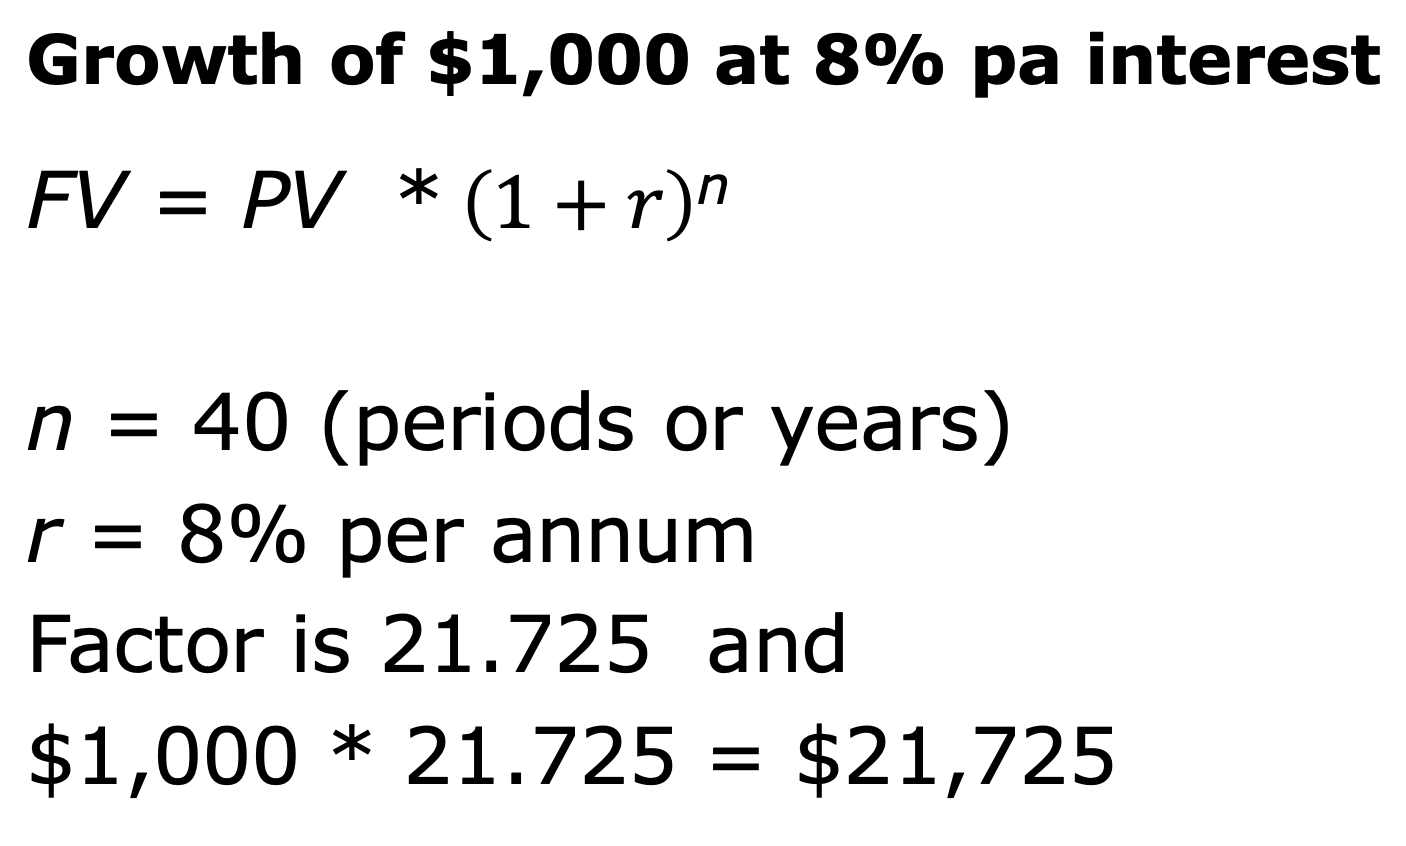 Growth of $1,000 at 8% pa interest
FV = PV * (1 + r)ⁿ
n = 40 (periods or years)
r = 8% per annum
Factor is 21.725 and
$1,000 * 21.725 = $21,725